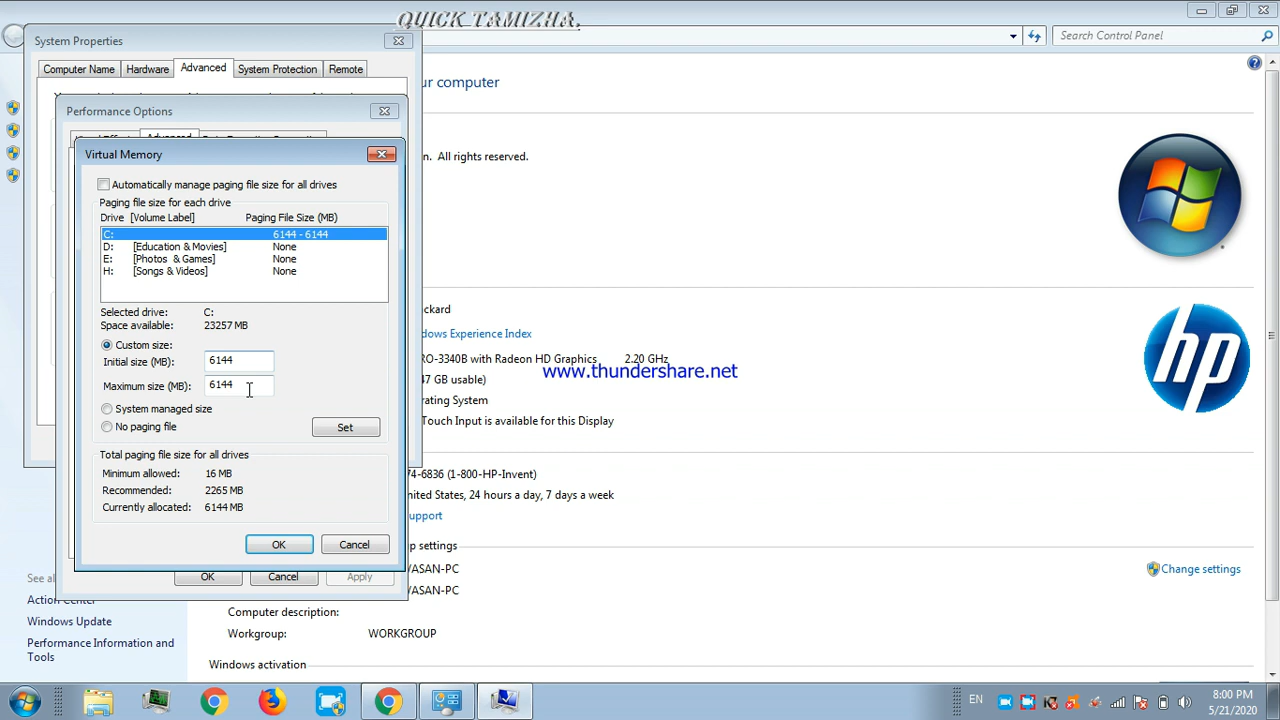 QUICK TAMIZHA.
System Properties
Search Control Panel
Computer Name
Hardware
Advanced
System Protection
Remote
ur computer
Performance Options
Advanced
n. All rights reserved.
Virtual Memory
Automatically manage paging file size for all drives
Paging file size for each drive
Drive [Volume Label] Paging File Size (MB)
C: 6144 - 6144
D: [Education & Movies] None
E: [Photos & Games] None
H: [Songs & Videos] None
Selected drive: C:
Space available: 23257 MB
Custom size:
Initial size (MB): 6144
Maximum size (MB): 6144
System managed size
No paging file
Set
Total paging file size for all drives
Minimum allowed: 16 MB
Recommended: 2265 MB
Currently allocated: 6144 MB
OK
Cancel
OK
Cancel
Apply
ckard
dows Experience Index
RO-3340B with Radeon HD Graphics 2.20 GHz
www.thundershare.net
47 GB usable)
erating System
Touch Input is available for this Display
hp
74-6836 (1-800-HP-Invent)
nited States, 24 hours a day, 7 days a week
upport
p settings
VASAN-PC
Change settings
VASAN-PC
See al
Action Center
Windows Update
Performance Information and
Tools
Computer description:
Workgroup: WORKGROUP
Windows activation
EN
8:00 PM
5/21/2020